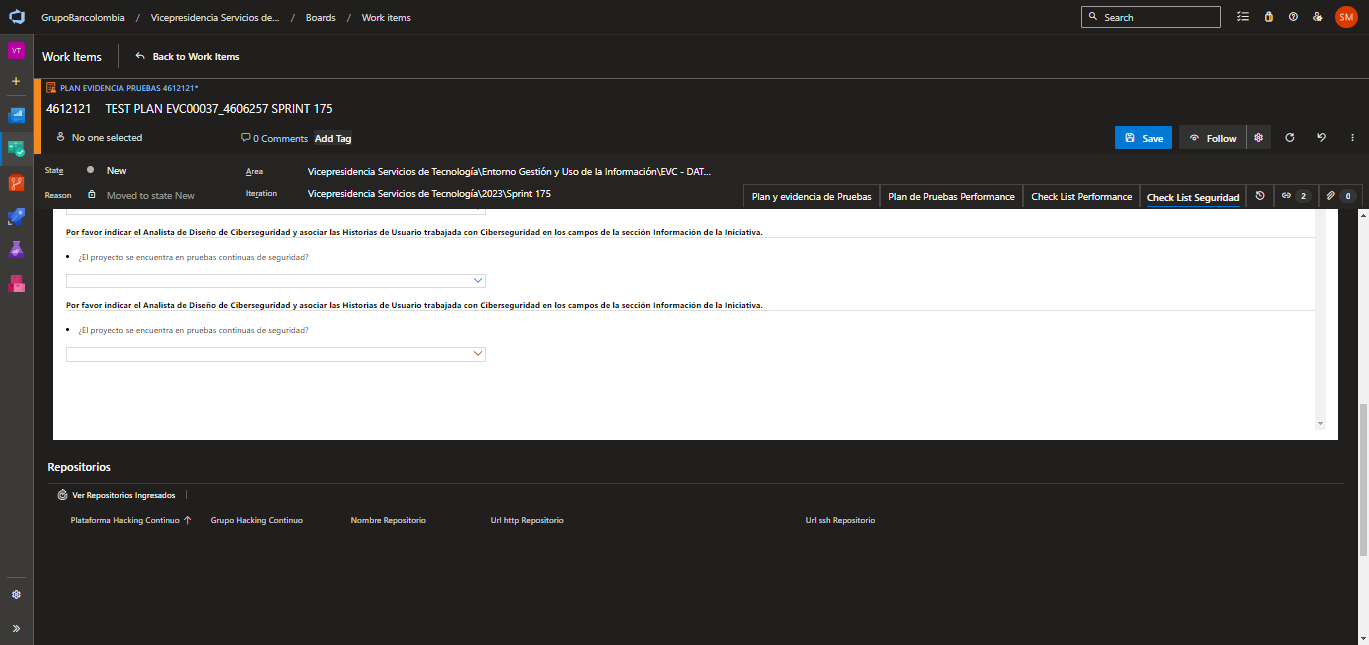 GrupoBancolombia / Vicepresidencia Servicios de... / Boards / Work items
Search
SM
VT
Work Items
Back to Work Items
PLAN EVIDENCIA PRUEBAS 4612121*
4612121 TEST PLAN EVC00037_4606257 SPRINT 175
No one selected
0 Comments
Add Tag
Save
Follow
State
New
Area
Vicepresidencia Servicios de Tecnología\Entorno Gestión y Uso de la Información\EVC - DAT...
Reason
Moved to state New
Iteration
Vicepresidencia Servicios de Tecnología\2023\Sprint 175
Plan y evidencia de Pruebas
Plan de Pruebas Performance
Check List Performance
Check List Seguridad
2
0
Por favor indicar el Analista de Diseño de Ciberseguridad y asociar las Historias de Usuario trabajada con Ciberseguridad en los campos de la sección Información de la Iniciativa.
• ¿El proyecto se encuentra en pruebas continuas de seguridad?
Por favor indicar el Analista de Diseño de Ciberseguridad y asociar las Historias de Usuario trabajada con Ciberseguridad en los campos de la sección Información de la Iniciativa.
• ¿El proyecto se encuentra en pruebas continuas de seguridad?
Repositorios
Ver Repositorios Ingresados
Plataforma Hacking Continuo ↑
Grupo Hacking Continuo
Nombre Repositorio
Url http Repositorio
Url ssh Repositorio